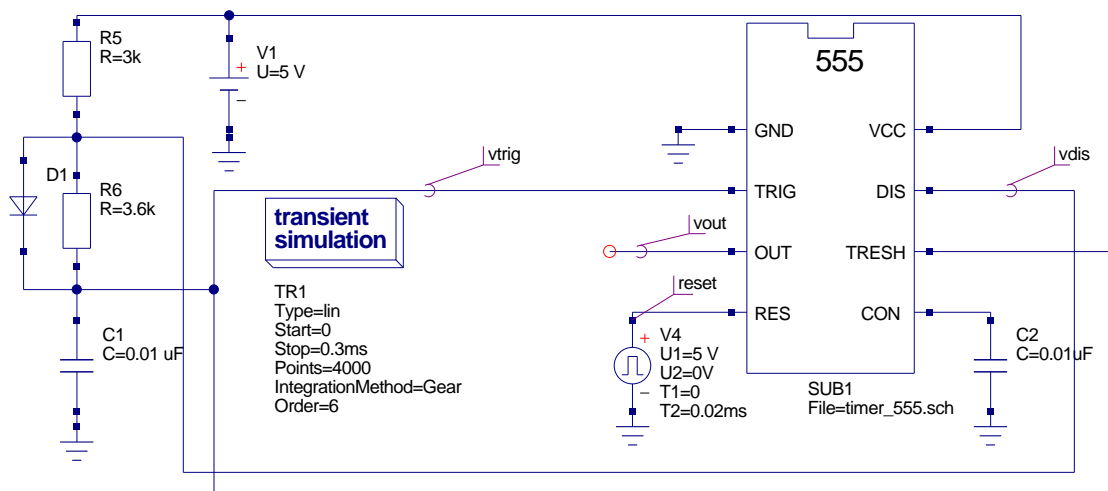 R5
R=3k
V1
U=5 V
+
−
555
GND
VCC
vtrig
vdis
D1
R6
R=3.6k
TRIG
DIS
transient
simulation
vout
OUT
TRESH
TR1
Type=lin
Start=0
Stop=0.3ms
Points=4000
IntegrationMethod=Gear
Order=6
reset
RES
CON
C1
C=0.01 uF
+
V4
U1=5 V
U2=0V
−
T1=0
T2=0.02ms
C2
C=0.01uF
SUB1
File=timer_555.sch